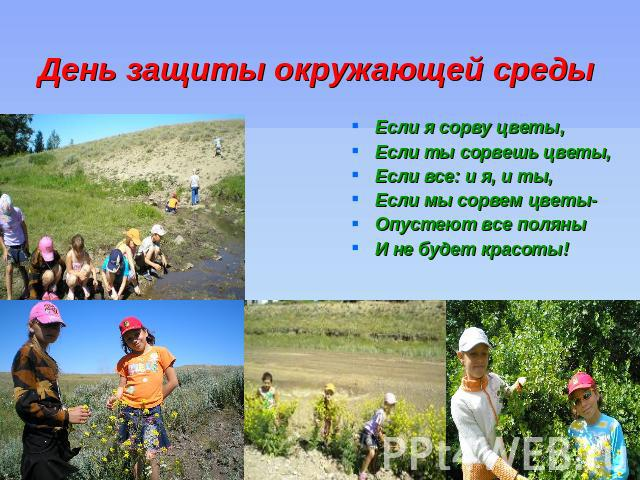 День защиты окружающей среды
Если я сорву цветы,
Если ты сорвешь цветы,
Если все: и я, и ты,
Если мы сорвем цветы-
Опустеют все поляны
И не будет красоты!
PPt4WEB.ru